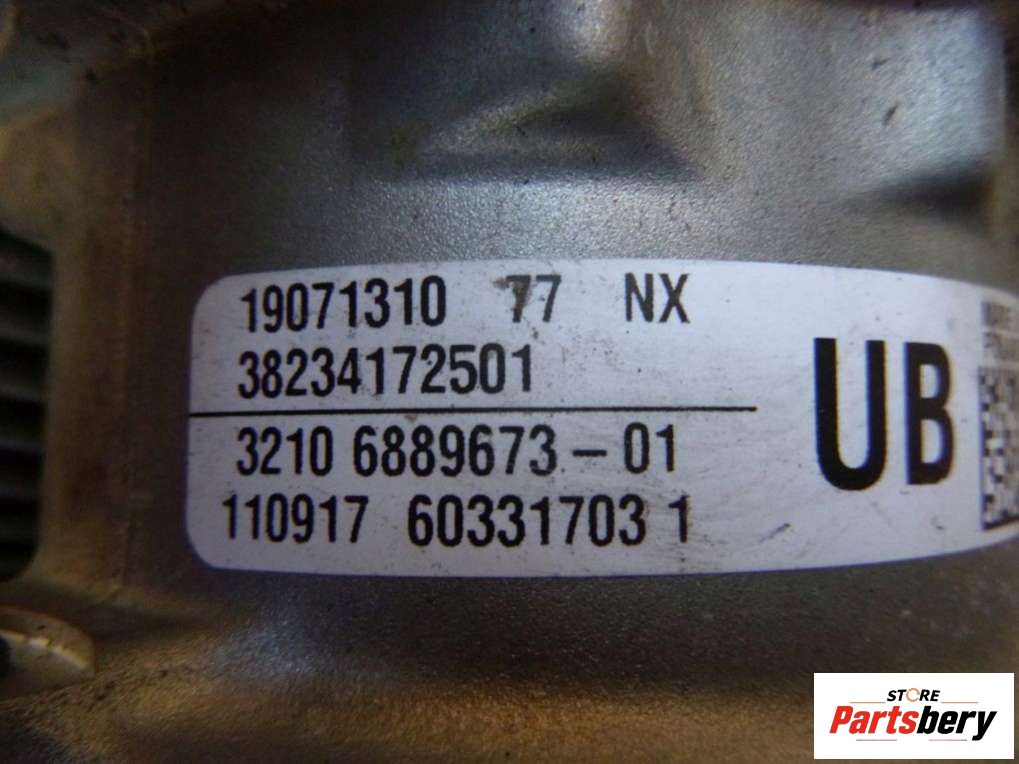 19071310 77 NX
38234172501
3210 6889673-01
110917 60331703 1
UB
STORE
Partsbery